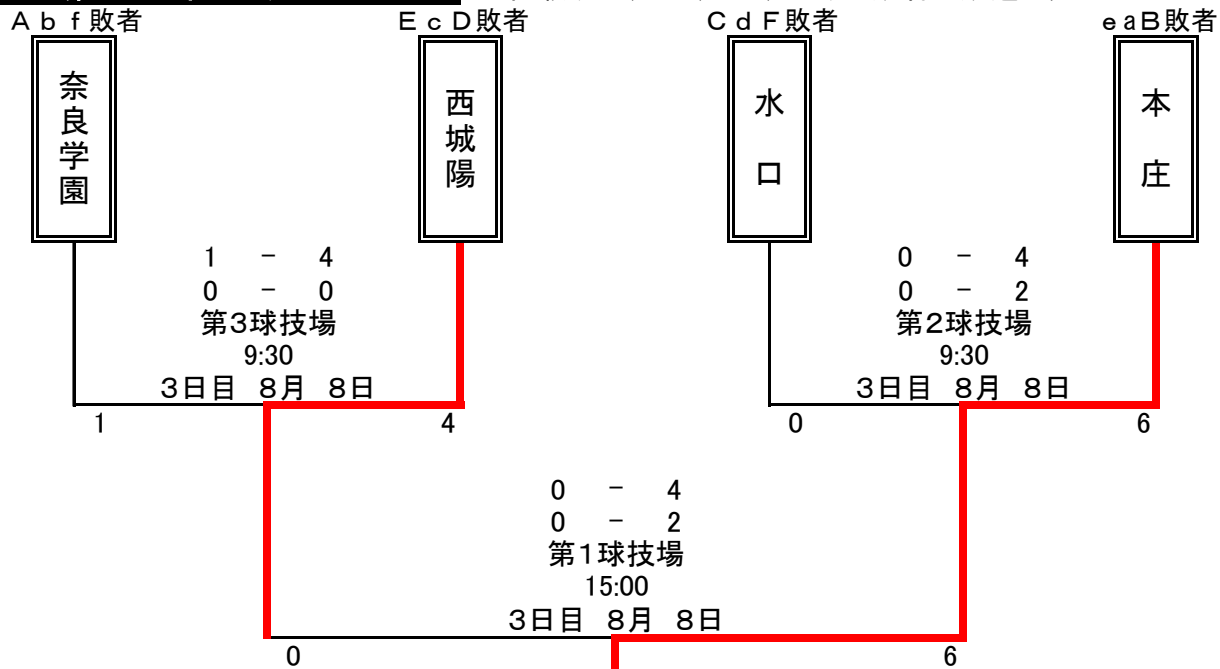 Ａｂｆ敗者 ＥｃＤ敗者 ＣｄＦ敗者 ｅａＢ敗者
奈良学園 西城陽 水口 本庄
1 － 4 0 － 4
0 － 0 0 － 2
第３球技場 第２球技場
9:30 9:30
３日目 ８月 ８日 ３日目 ８月 ８日
1 4 0 6
0 － 4
0 － 2
第１球技場
15:00
３日目 ８月 ８日
0 6